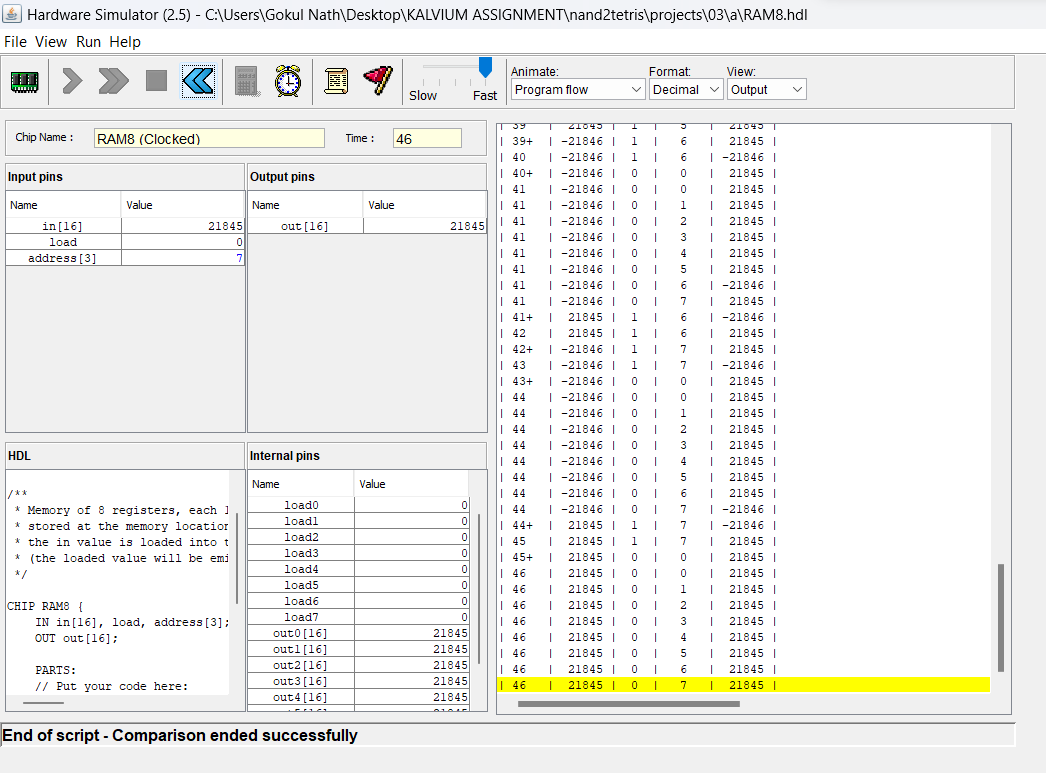 Hardware Simulator (2.5) - C:\Users\Gokul Nath\Desktop\KALVIUM ASSIGNMENT\nand2tetris\projects\03\a\RAM8.hdl
File View Run Help
Slow Fast
Animate: Format: View:
Program flow Decimal Output
Chip Name : RAM8 (Clocked) Time : 46
Input pins
Name Value
in[16] 21845
load 0
address[3] 7
Output pins
Name Value
out[16] 21845
HDL
/**
* Memory of 8 registers, each 1
* stored at the memory location
* the in value is loaded into t
* (the loaded value will be emi
*/
CHIP RAM8 {
IN in[16], load, address[3];
OUT out[16];
PARTS:
// Put your code here:
Internal pins
Name Value
load0 0
load1 0
load2 0
load3 0
load4 0
load5 0
load6 0
load7 0
out0[16] 21845
out1[16] 21845
out2[16] 21845
out3[16] 21845
out4[16] 21845
| 39 | 21845 | 1 | 5 | 21845 |
| 39+ | -21846 | 1 | 6 | 21845 |
| 40 | -21846 | 1 | 6 | -21846 |
| 40+ | -21846 | 0 | 0 | 21845 |
| 41 | -21846 | 0 | 0 | 21845 |
| 41 | -21846 | 0 | 1 | 21845 |
| 41 | -21846 | 0 | 2 | 21845 |
| 41 | -21846 | 0 | 3 | 21845 |
| 41 | -21846 | 0 | 4 | 21845 |
| 41 | -21846 | 0 | 5 | 21845 |
| 41 | -21846 | 0 | 6 | -21846 |
| 41 | -21846 | 0 | 7 | 21845 |
| 41+ | 21845 | 1 | 6 | -21846 |
| 42 | 21845 | 1 | 6 | 21845 |
| 42+ | -21846 | 1 | 7 | 21845 |
| 43 | -21846 | 1 | 7 | -21846 |
| 43+ | -21846 | 0 | 0 | 21845 |
| 44 | -21846 | 0 | 0 | 21845 |
| 44 | -21846 | 0 | 1 | 21845 |
| 44 | -21846 | 0 | 2 | 21845 |
| 44 | -21846 | 0 | 3 | 21845 |
| 44 | -21846 | 0 | 4 | 21845 |
| 44 | -21846 | 0 | 5 | 21845 |
| 44 | -21846 | 0 | 6 | 21845 |
| 44 | -21846 | 0 | 7 | -21846 |
| 44+ | 21845 | 1 | 7 | -21846 |
| 45 | 21845 | 1 | 7 | 21845 |
| 45+ | 21845 | 0 | 0 | 21845 |
| 46 | 21845 | 0 | 0 | 21845 |
| 46 | 21845 | 0 | 1 | 21845 |
| 46 | 21845 | 0 | 2 | 21845 |
| 46 | 21845 | 0 | 3 | 21845 |
| 46 | 21845 | 0 | 4 | 21845 |
| 46 | 21845 | 0 | 5 | 21845 |
| 46 | 21845 | 0 | 6 | 21845 |
| 46 | 21845 | 0 | 7 | 21845 |
End of script - Comparison ended successfully